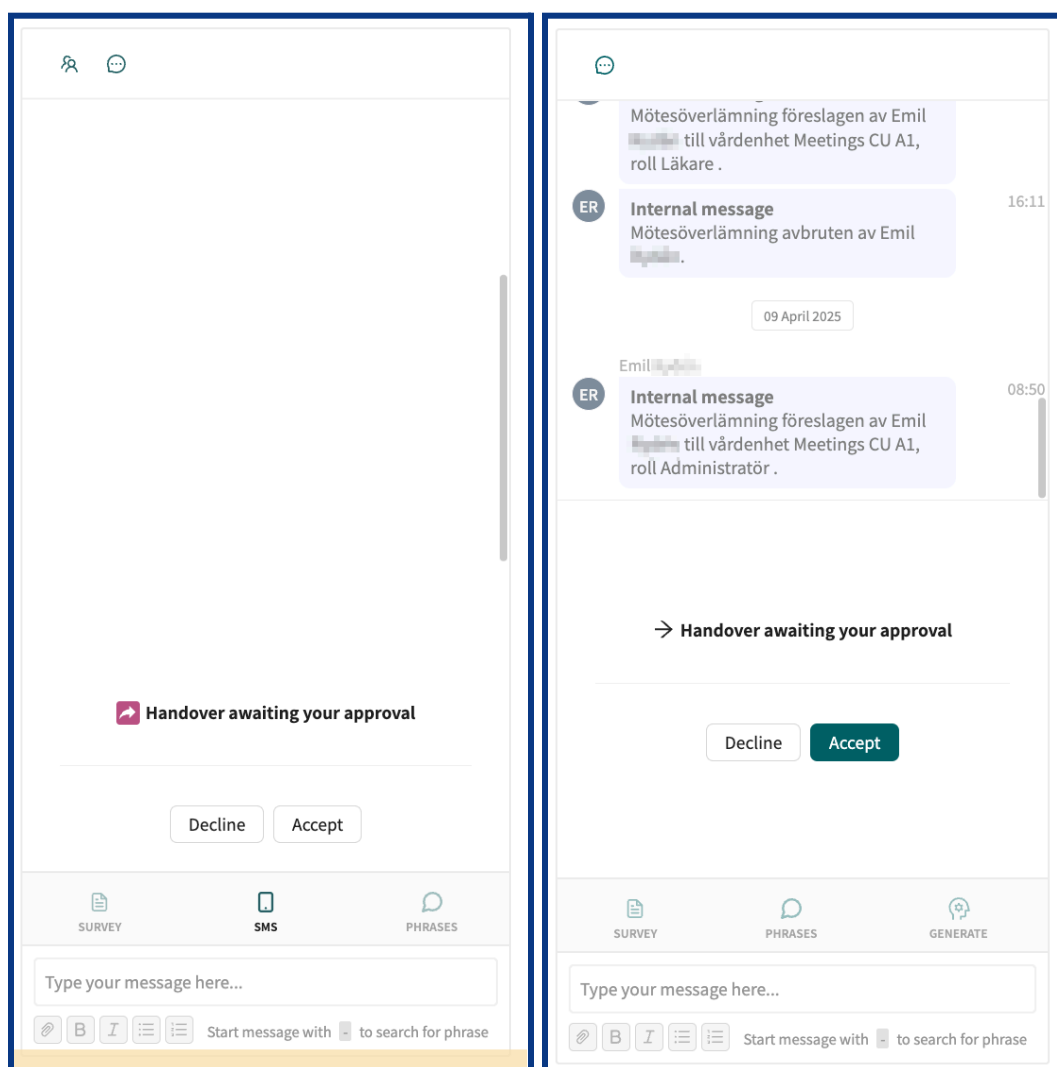 Handover awaiting your approval
Decline
Accept
SURVEY
SMS
PHRASES
Type your message here...
B
I
Start message with - to search for phrase
Mötesöverlämning föreslagen av Emil
till vårdenhet Meetings CU A1,
roll Läkare .
ER
Internal message
16:11
Mötesöverlämning avbruten av Emil
.
09 April 2025
Emil
ER
Internal message
08:50
Mötesöverlämning föreslagen av Emil
till vårdenhet Meetings CU A1,
roll Administratör .
Handover awaiting your approval
Decline
Accept
SURVEY
PHRASES
GENERATE
Type your message here...
B
I
Start message with - to search for phrase